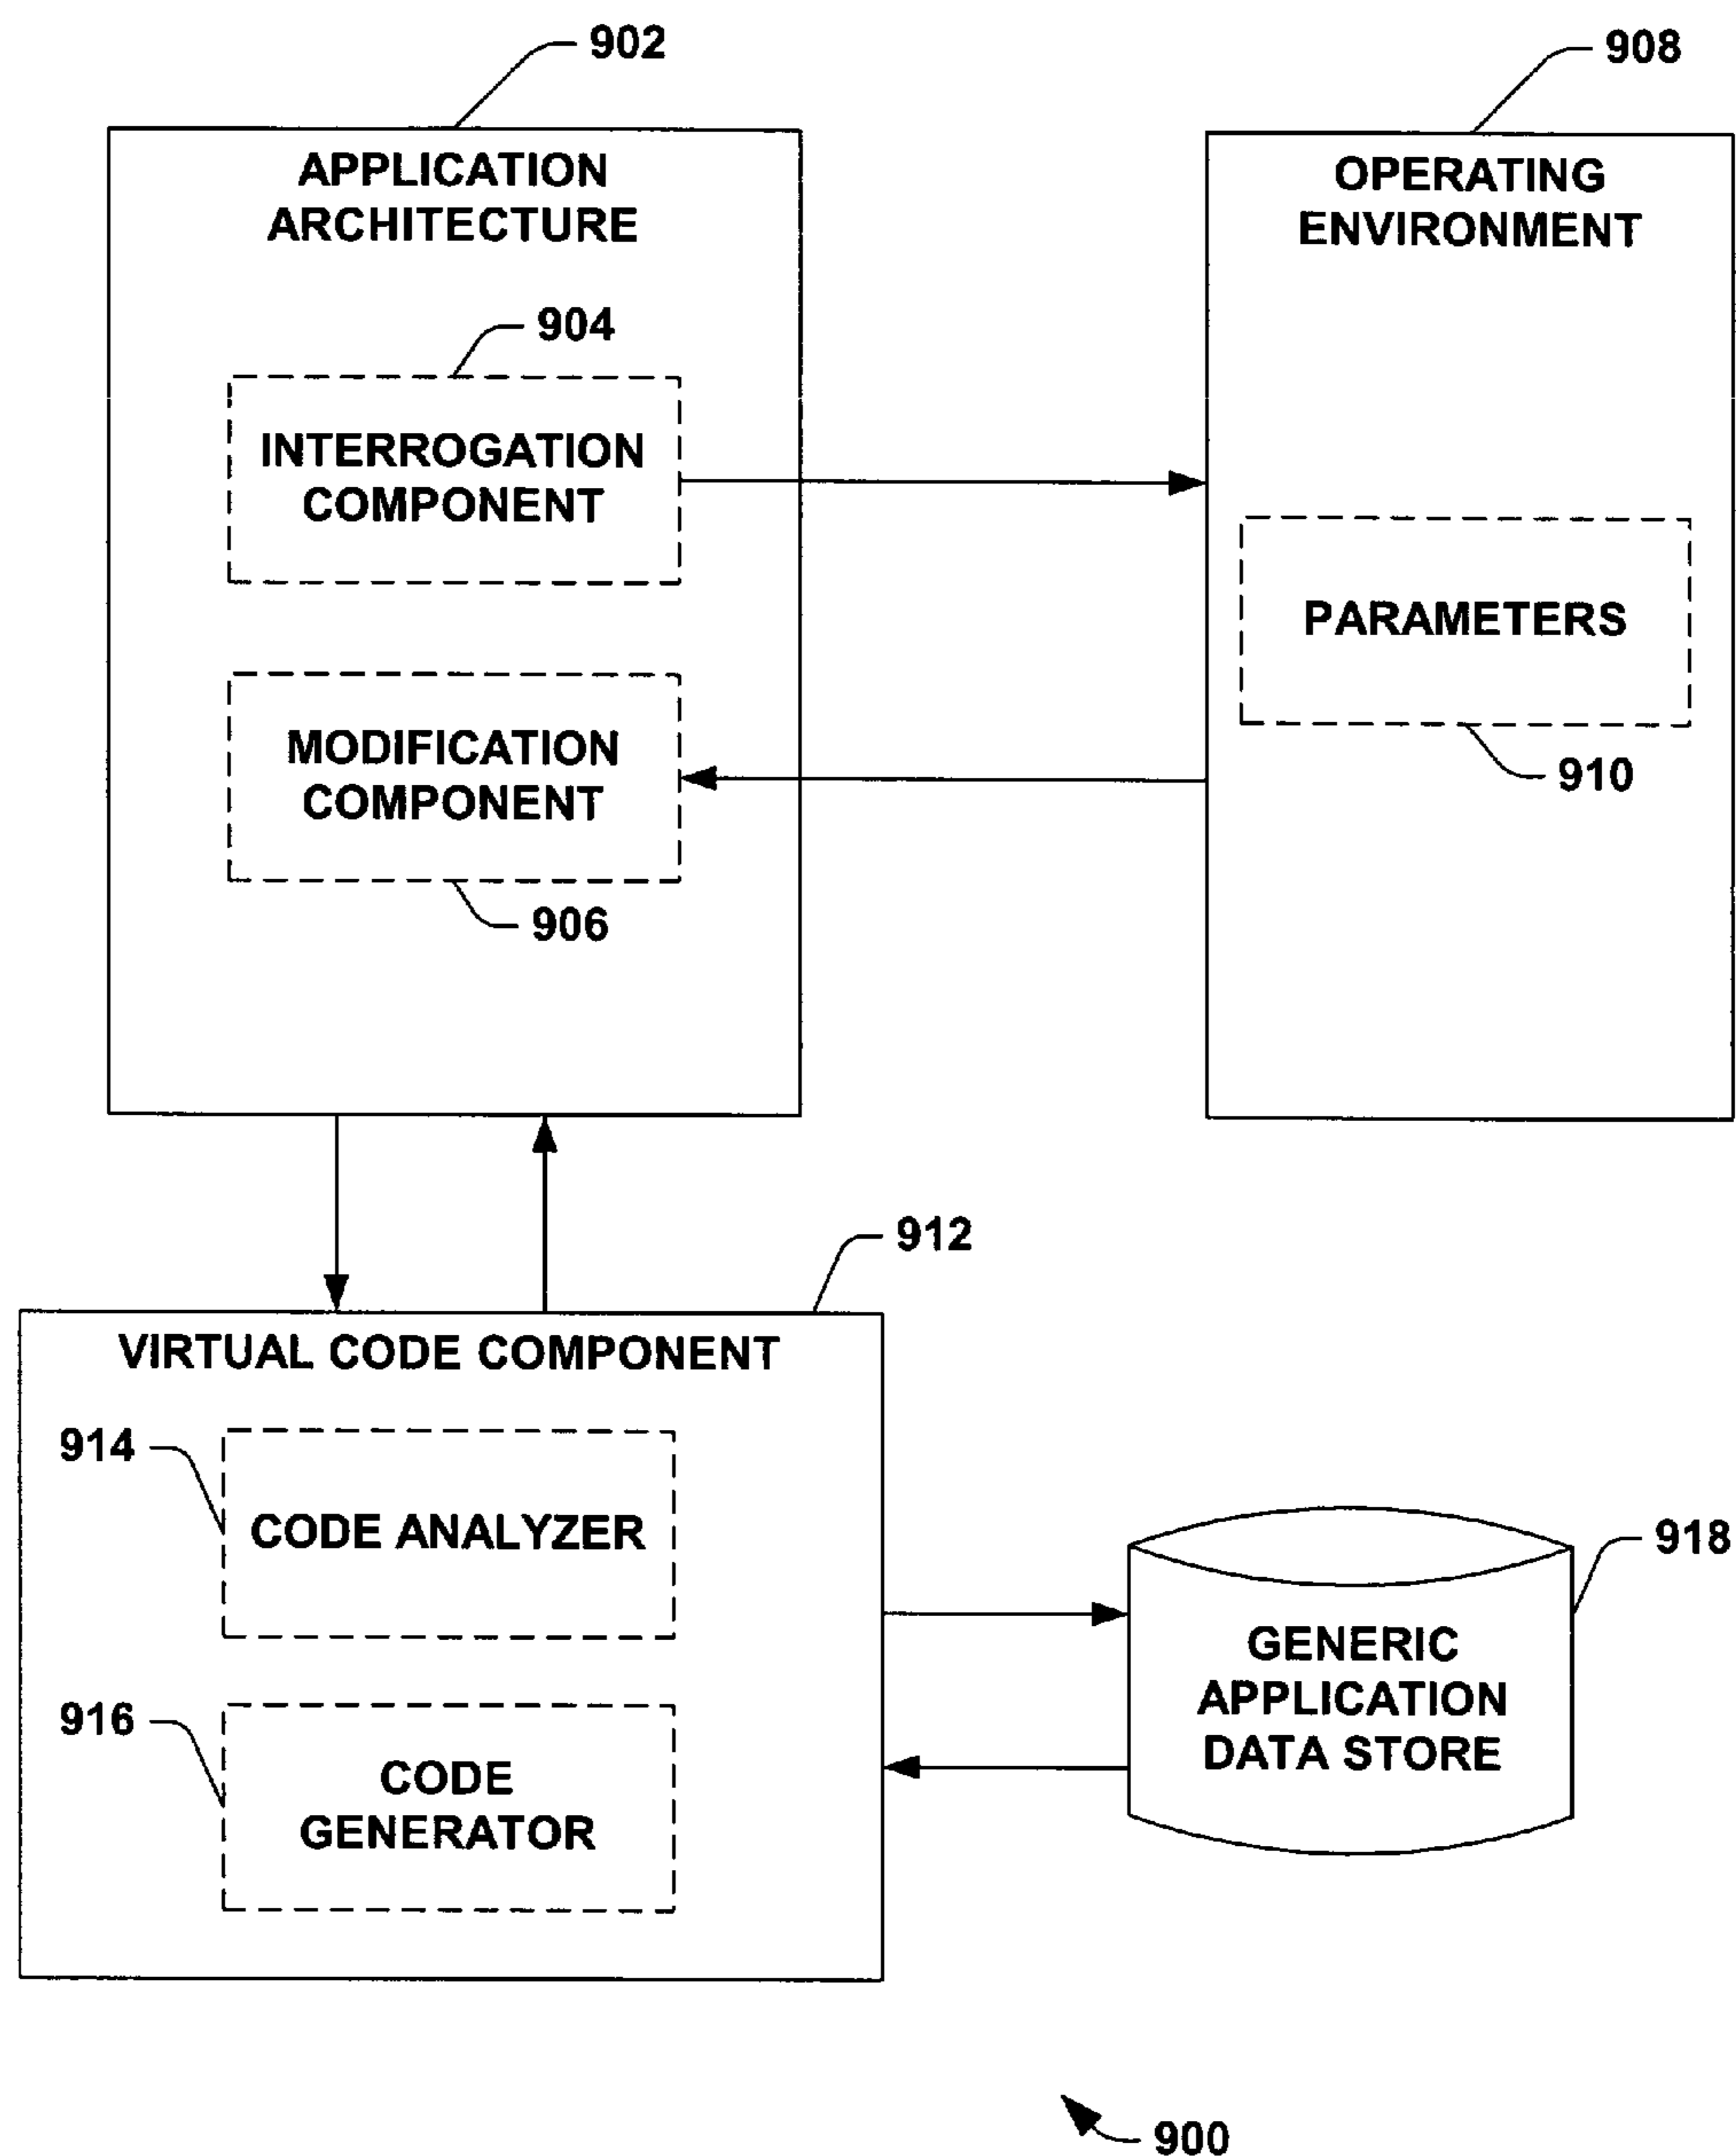 902
908
APPLICATION
ARCHITECTURE
OPERATING
ENVIRONMENT
904
INTERROGATION
COMPONENT
PARAMETERS
MODIFICATION
COMPONENT
910
906
912
VIRTUAL CODE COMPONENT
914
CODE ANALYZER
918
GENERIC
APPLICATION
DATA STORE
916
CODE
GENERATOR
900